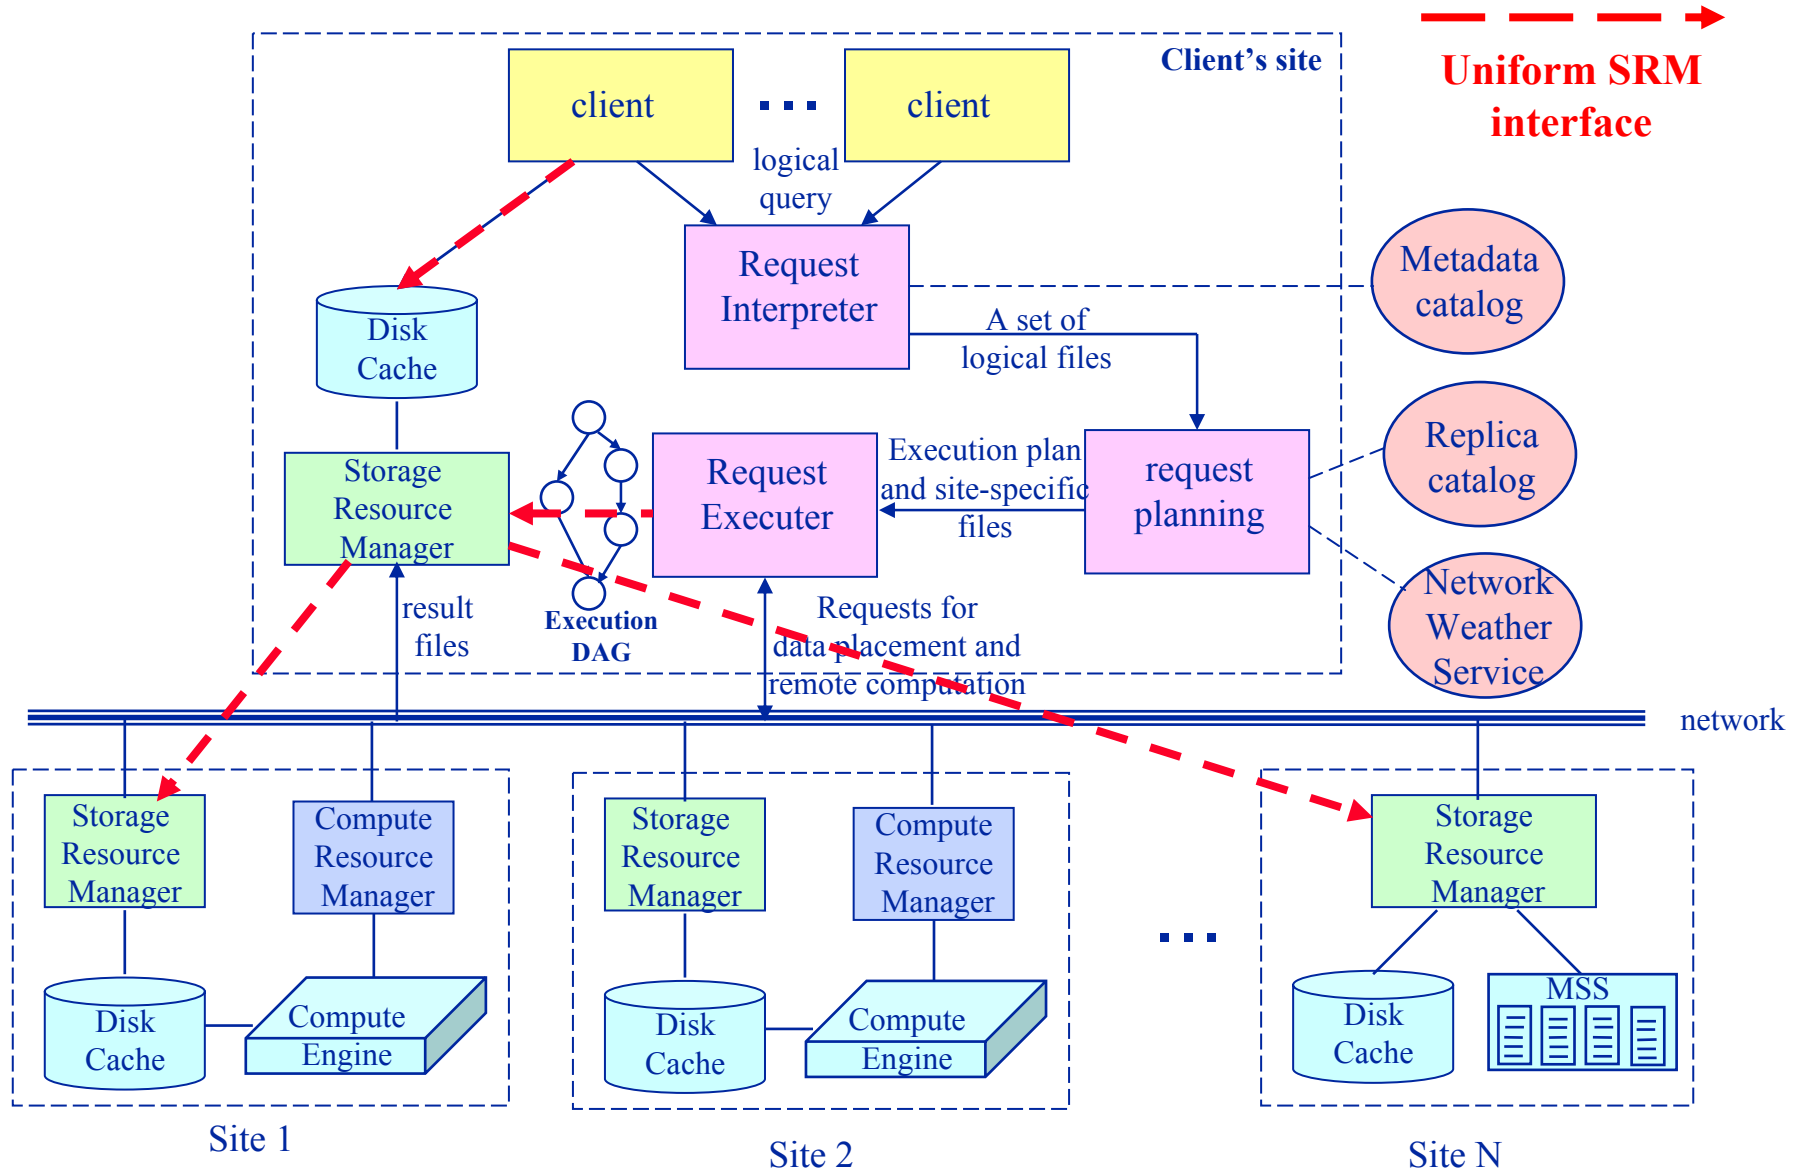 Client’s site
Uniform SRM
interface
client
client
logical
query
Request
Interpreter
Metadata
catalog
A set of
logical files
Disk
Cache
Replica
catalog
Execution plan
and site-specific
files
request
planning
Request
Executer
Storage
Resource
Manager
Network
Weather
Service
result
files
Execution
DAG
Requests for
data placement and
remote computation
network
Storage
Resource
Manager
Compute
Resource
Manager
Storage
Resource
Manager
Compute
Resource
Manager
Storage
Resource
Manager
Disk
Cache
Compute
Engine
Disk
Cache
Compute
Engine
Disk
Cache
MSS
Site 1
Site 2
Site N